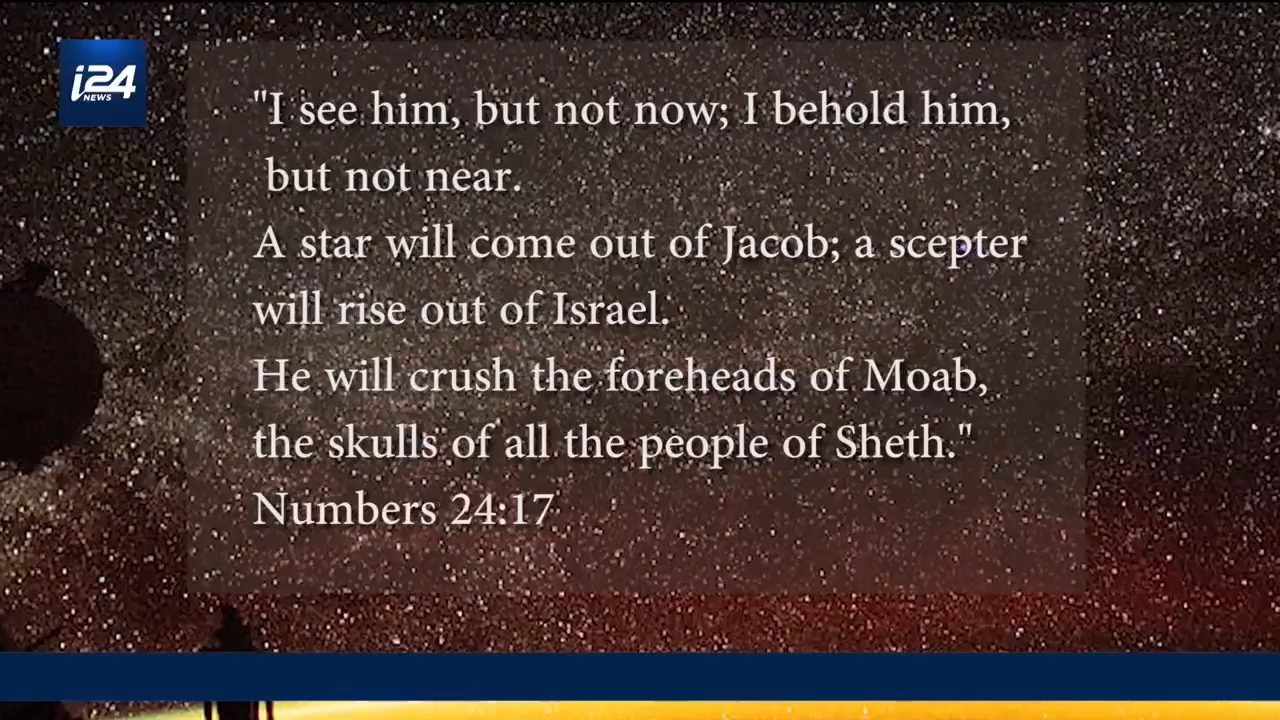 i24
NEWS
"I see him, but not now; I behold him,
but not near.
A star will come out of Jacob; a scepter
will rise out of Israel.
He will crush the foreheads of Moab,
the skulls of all the people of Sheth."
Numbers 24:17